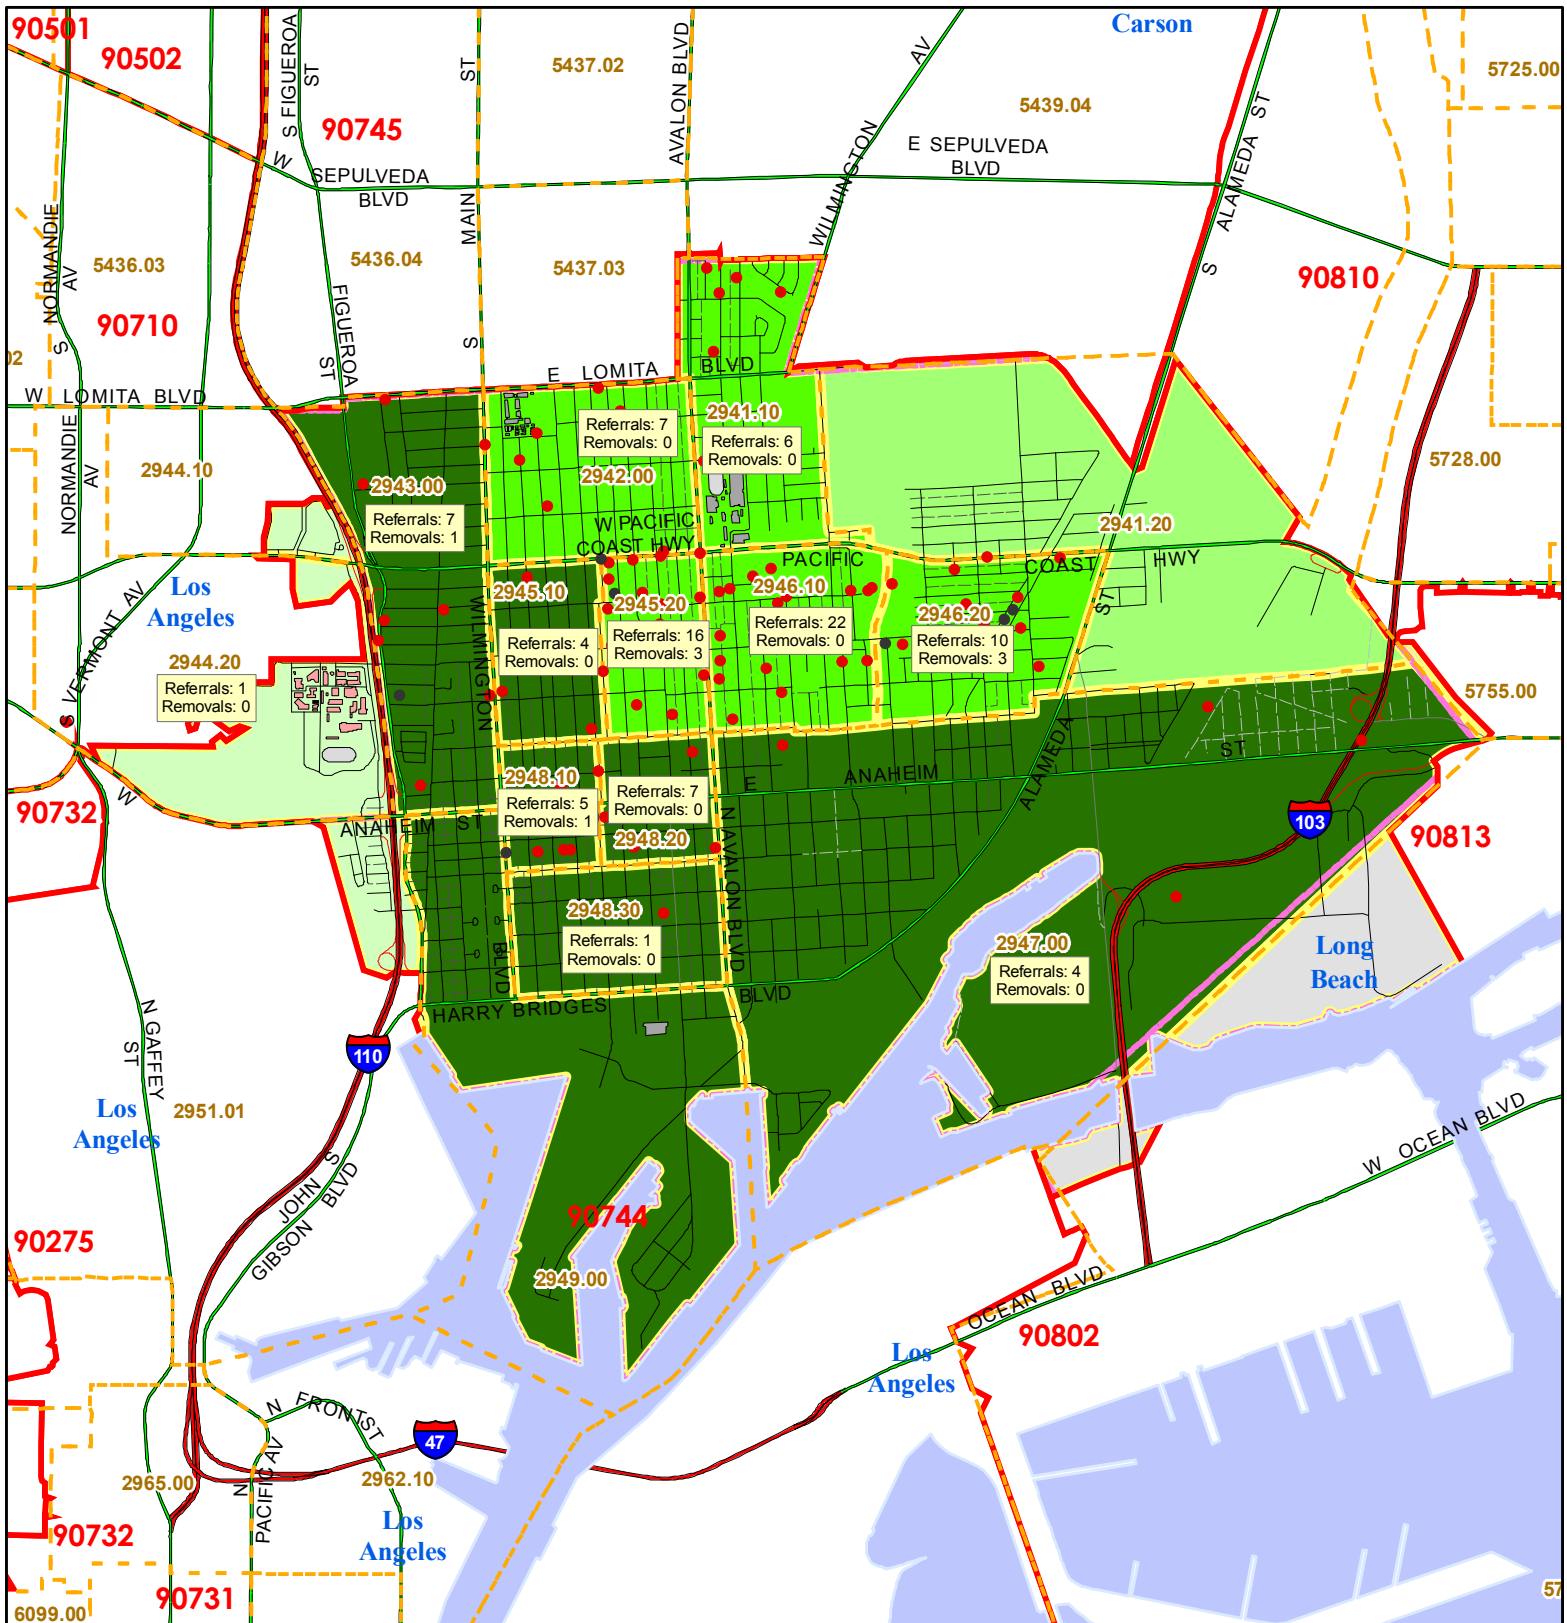 90501
90502
S FIGUEROA
ST
ST
5437.02
AVALON BLVD
AV
Carson
5725.00
90745
5439.04
ALAMEDA ST
W
SEPULVEDA
BLVD
WILMINGTON
E SEPULVEDA
BLVD
NORMANDIE
AV
S
5436.03
90710
FIGUEROA
ST
5436.04
MAIN
S
5437.03
S
90810
02
W LOMITA BLVD
E LOMITA BLVD
NORMANDIE
AV
2944.10
2943.00
Referrals: 7
Removals: 1
Referrals: 7
Removals: 0
2942.00
2941.10
Referrals: 6
Removals: 0
5728.00
W PACIFIC
COAST HWY
2941.20
PACIFIC
COAST
HWY
Los
Angeles
S VERMONT AV
2944.20
Referrals: 1
Removals: 0
WILMINGTON
2945.10
Referrals: 4
Removals: 0
2945.20
Referrals: 16
Removals: 3
2946.10
Referrals: 22
Removals: 0
2946.20
Referrals: 10
Removals: 3
ST
5755.00
90732
W
ANAHEIM ST
2948.10
Referrals: 5
Removals: 1
Referrals: 7
Removals: 0
2948.20
E
ANAHEIM
ST
ALAMEDA
103
90813
N AVALON BLVD
2948.30
Referrals: 1
Removals: 0
BLVD
2947.00
Referrals: 4
Removals: 0
Long
Beach
HARRY BRIDGES
BLVD
N GAFFEY
ST
110
Los
Angeles
2951.01
S
JOHN
GIBSON
BLVD
W OCEAN BLVD
90275
90744
2949.00
OCEAN BLVD
90802
Los
Angeles
N
FRONT ST
47
2965.00
N
PACIFIC AV
2962.10
Los
Angeles
90732
90731
6099.00
57